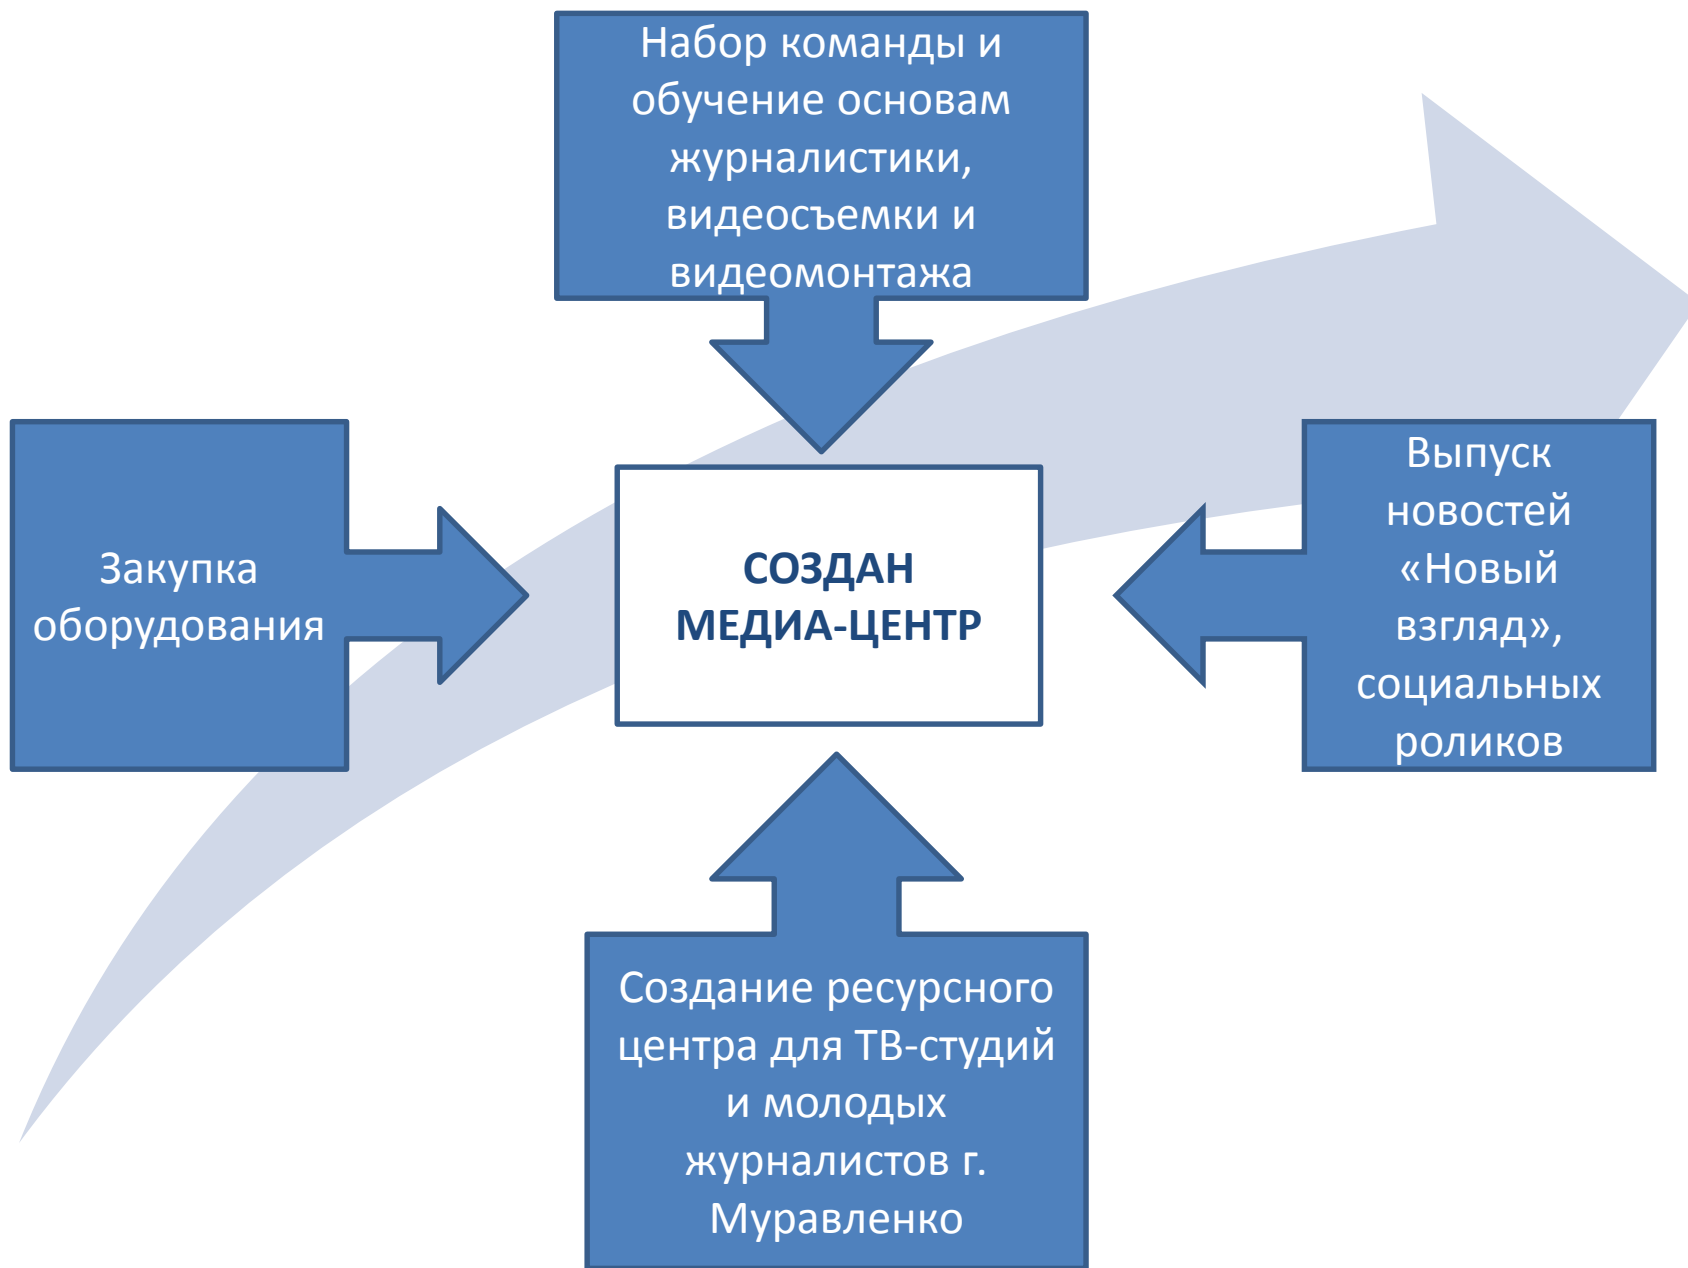 Набор команды и
обучение основам
журналистики,
видеосъемки и
видеомонтажа
Закупка
оборудования
СОЗДАН
МЕДИА-ЦЕНТР
Выпуск
новостей
«Новый
взгляд»,
социальных
роликов
Создание ресурсного
центра для ТВ-студий
и молодых
журналистов г.
Муравленко